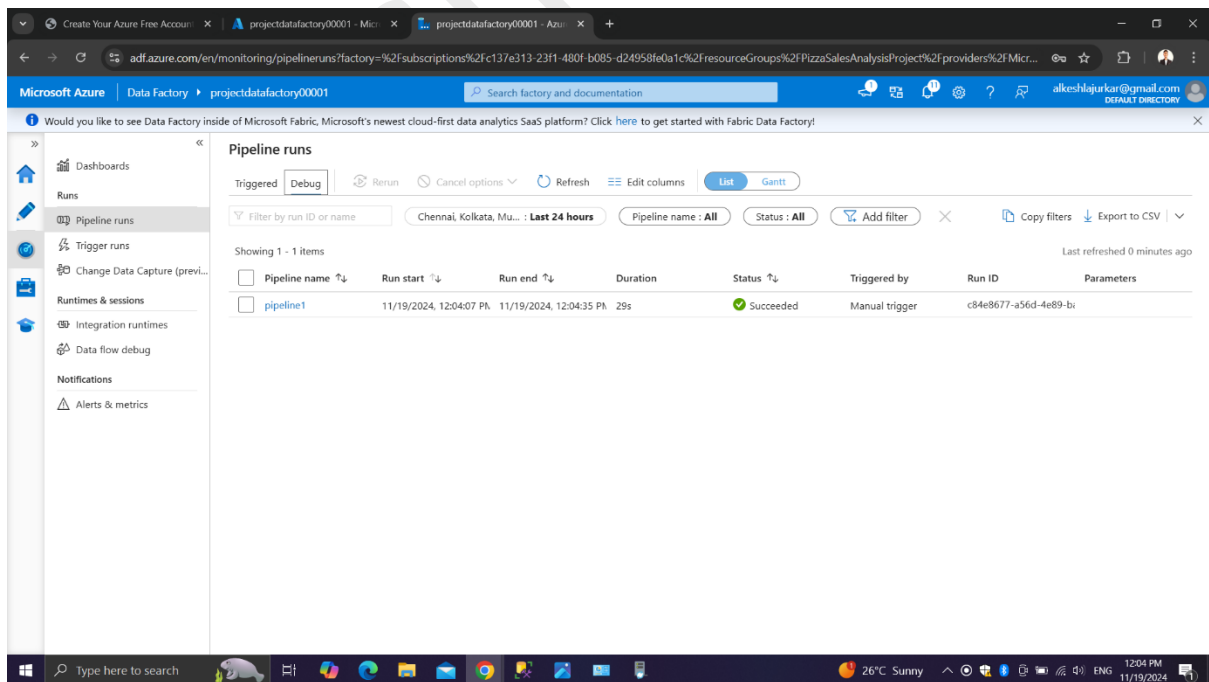 Create Your Azure Free Account
projectdatafactory00001 - Micr
projectdatafactory00001 - Azur
adf.azure.com/en/monitoring/pipelineruns?factory=%2Fsubscriptions%2Fc137e313-23f1-480f-b085-d24958fe0a1c%2FresourceGroups%2FPizzaSalesAnalysisProject%2Fproviders%2FMicr...
Microsoft Azure
Data Factory
projectdatafactory00001
Search factory and documentation
1
11
alkeshlajurkar@gmail.com
DEFAULT DIRECTORY
Would you like to see Data Factory inside of Microsoft Fabric, Microsoft's newest cloud-first data analytics SaaS platform? Click here to get started with Fabric Data Factory!
Dashboards
Runs
Pipeline runs
Trigger runs
Change Data Capture (previ...
Runtimes & sessions
Integration runtimes
Data flow debug
Notifications
Alerts & metrics
Pipeline runs
Triggered Debug Rerun Cancel options Refresh Edit columns List Gantt
Filter by run ID or name Chennai, Kolkata, Mu... : Last 24 hours Pipeline name : All Status : All Add filter Copy filters Export to CSV
Showing 1 - 1 items Last refreshed 0 minutes ago
Pipeline name Run start Run end Duration Status Triggered by Run ID Parameters
pipeline1 11/19/2024, 12:04:07 PM 11/19/2024, 12:04:35 PM 29s Succeeded Manual trigger c84e8677-a56d-4e89-ba
Type here to search
26°C Sunny
ENG
12:04 PM
11/19/2024